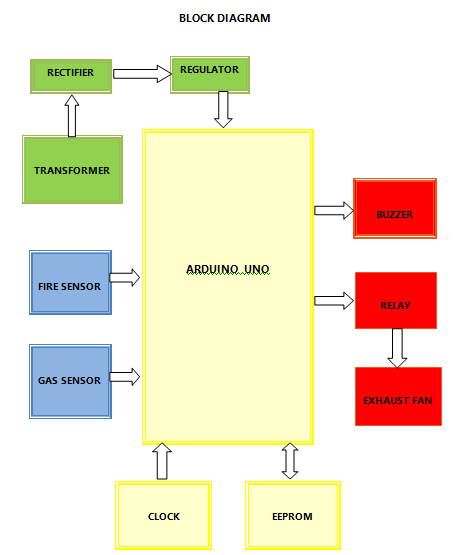 BLOCK DIAGRAM
RECTIFIER
REGULATOR
TRANSFORMER
BUZZER
ARDUINO UNO
FIRE SENSOR
RELAY
GAS SENSOR
EXHAUST FAN
CLOCK
EEPROM